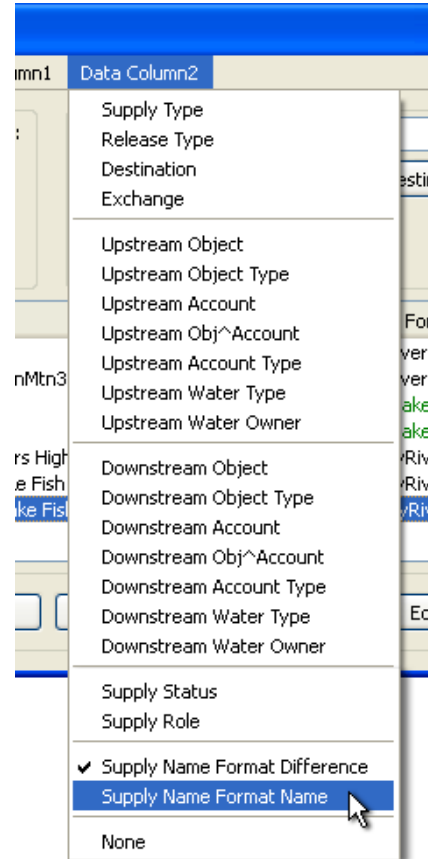 Data Column2
Supply Type
Release Type
Destination
Exchange
Upstream Object
Upstream Object Type
Upstream Account
Upstream Obj^Account
Upstream Account Type
Upstream Water Type
Upstream Water Owner
Downstream Object
Downstream Object Type
Downstream Account
Downstream Obj^Account
Downstream Account Type
Downstream Water Type
Downstream Water Owner
Supply Status
Supply Role
✓ Supply Name Format Difference
Supply Name Format Name
None